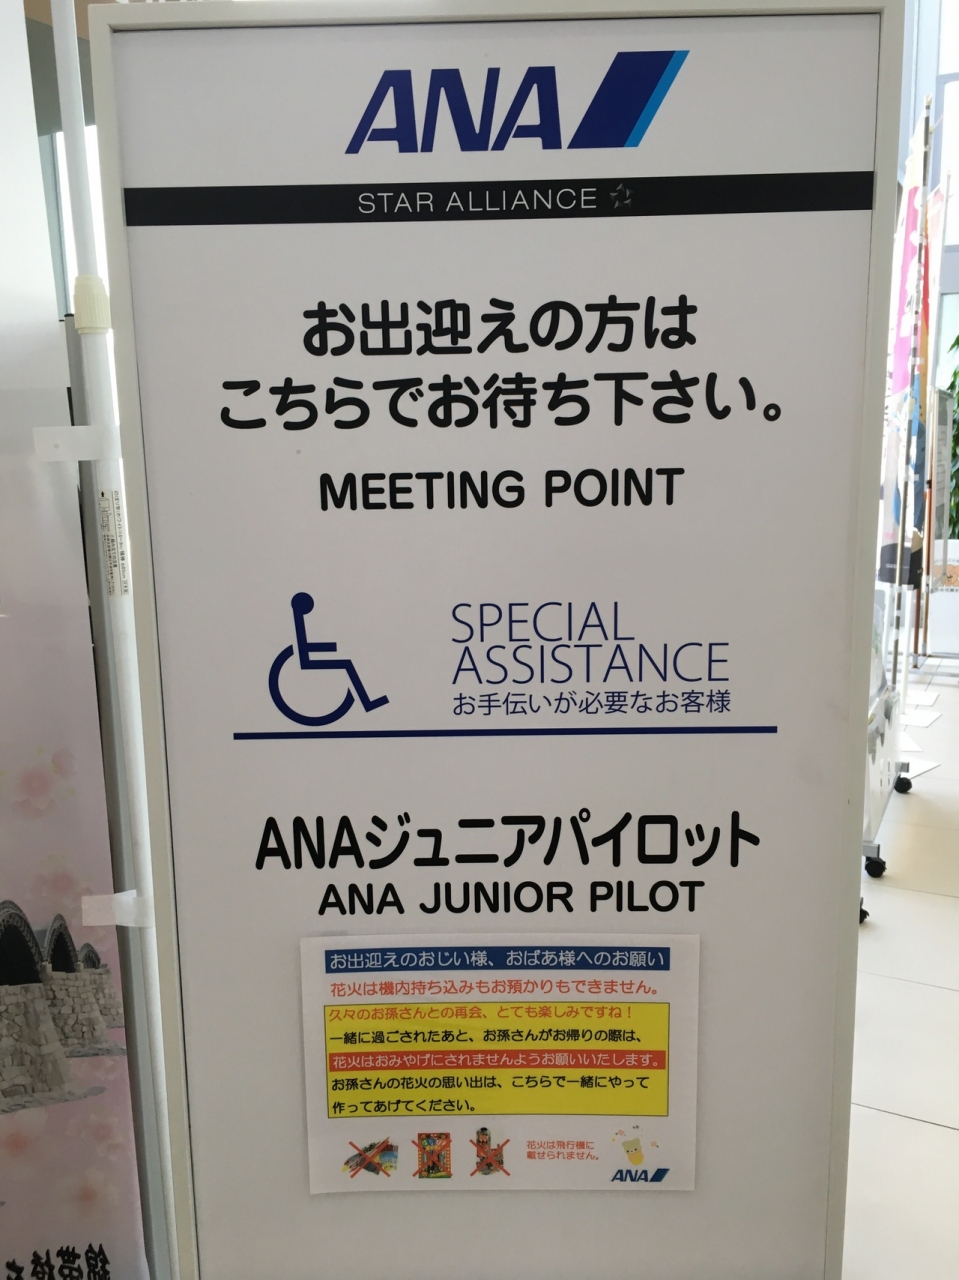 ANA
STAR ALLIANCE
お出迎えの方は
こちらでお待ち下さい。
MEETING POINT
SPECIAL
ASSISTANCE
お手伝いが必要なお客様
ANAジュニアパイロット
ANA JUNIOR PILOT
お出迎えのおじい様、おばあ様へのお願い
花火は機内持ち込みもお預かりもできません。
久々のお孫さんとの再会、とても楽しみですね！
一緒に過ごされたあと、お孫さんがお帰りの際は、
花火はおみやげにされませんようお願いいたします。
お孫さんの花火の思い出は、こちらで一緒にやって
作ってあげてください。
花火は飛行機に
載せられません。
ANA